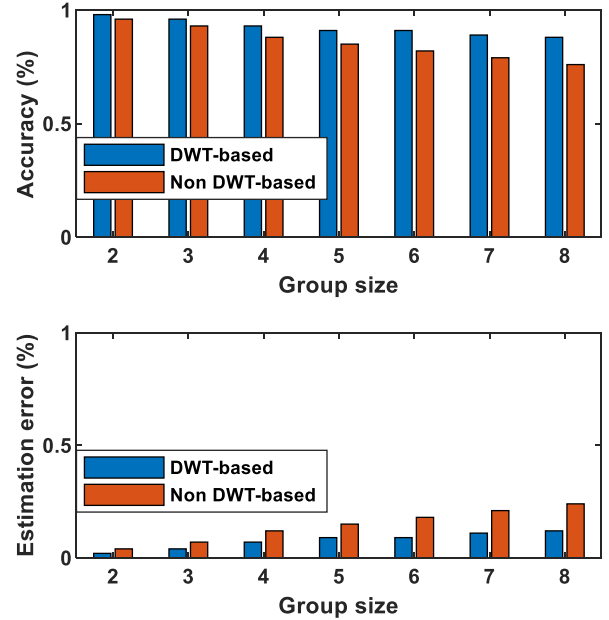 Accuracy (%)
1
0.5
0
DWT-based
Non DWT-based
2 3 4 5 6 7 8
Group size
Estimation error (%)
1
0.5
0
DWT-based
Non DWT-based
2 3 4 5 6 7 8
Group size